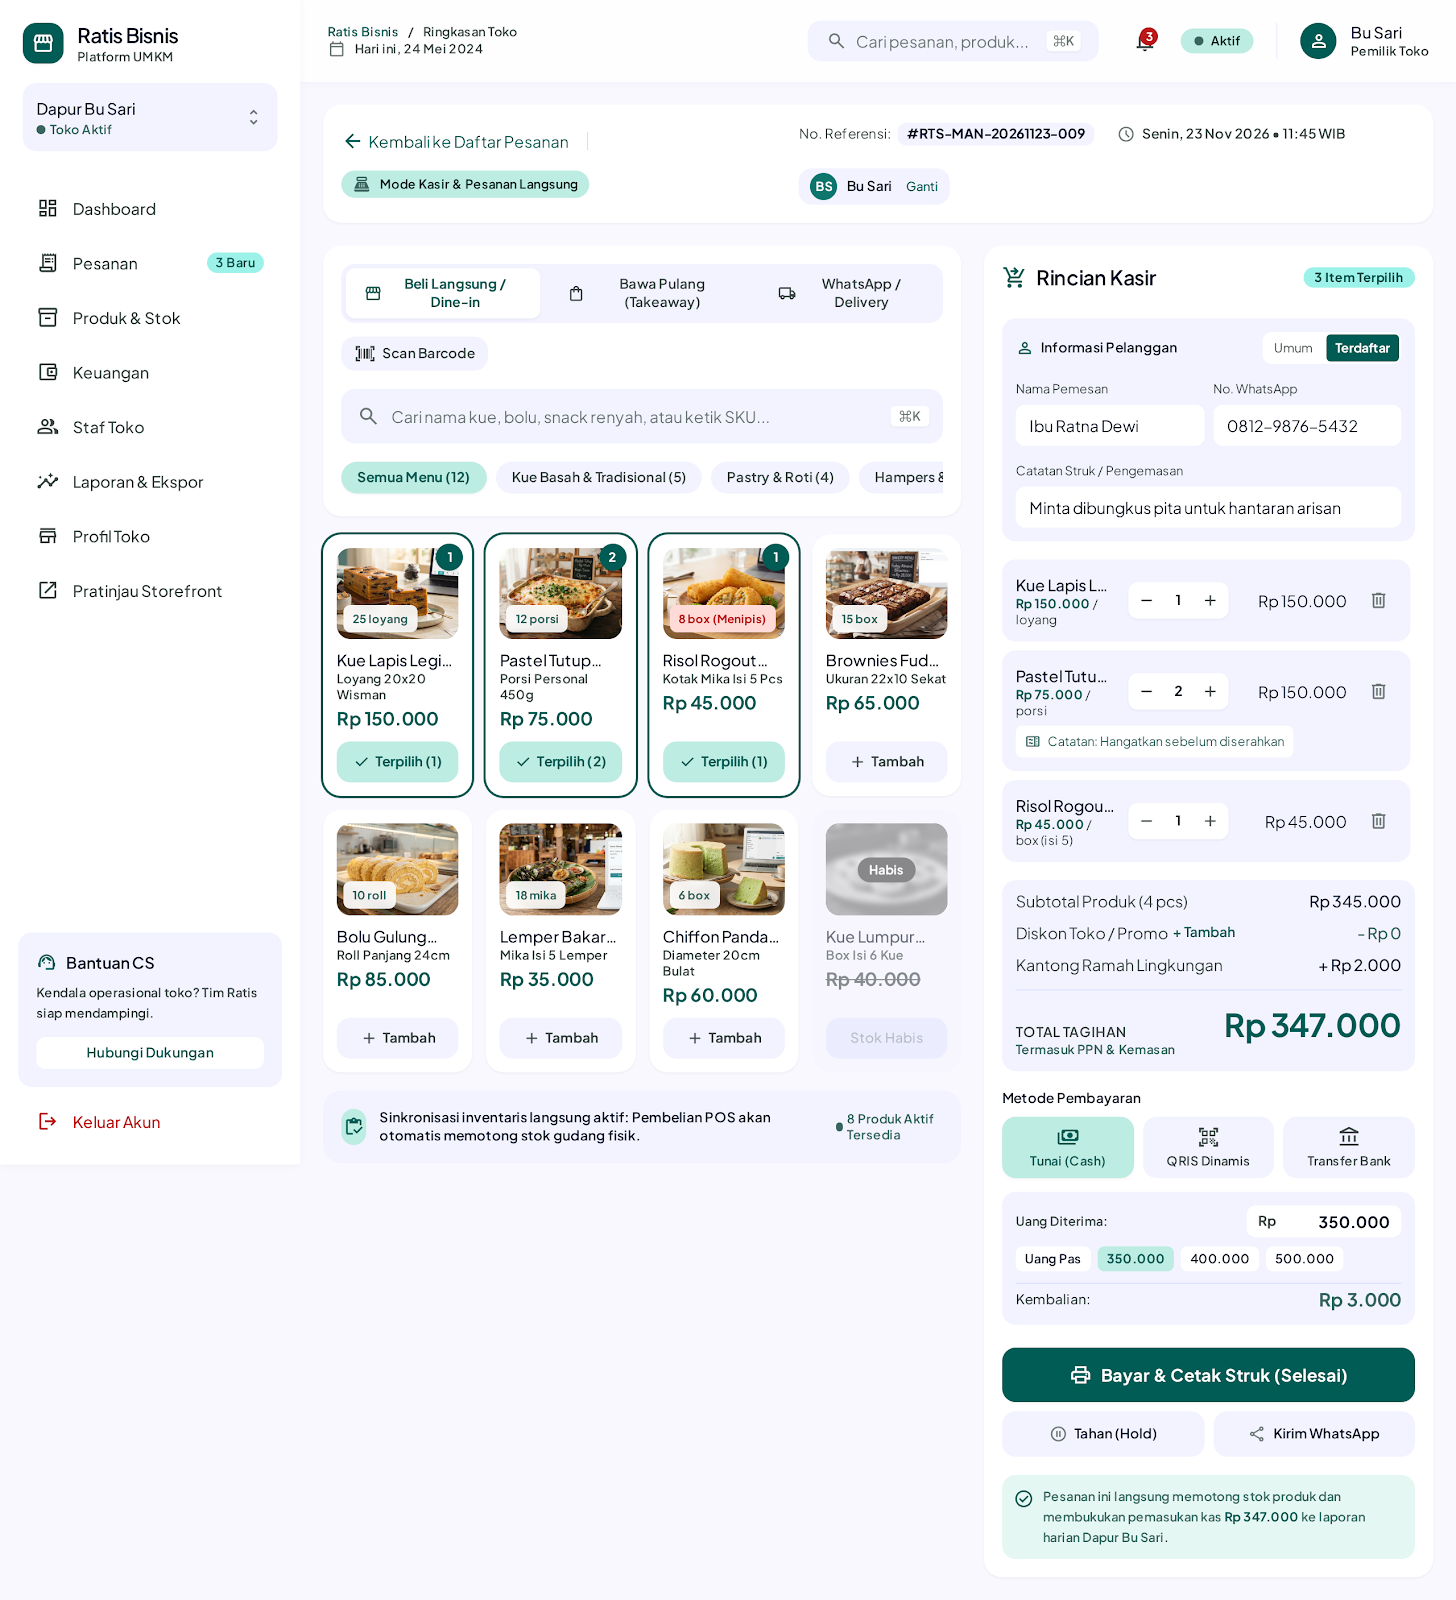 Ratis Bisnis
Platform UMKM
Dapur Bu Sari
Toko Aktif
Dashboard
Pesanan
3 Baru
Produk & Stok
Keuangan
Staf Toko
Laporan & Ekspor
Profil Toko
Pratinjau Storefront
Bantuan CS
Kendala operasional toko? Tim Ratis
siap mendampingi.
Hubungi Dukungan
Keluar Akun
Ratis Bisnis / Ringkasan Toko
Hari ini, 24 Mei 2024
Cari pesanan, produk...
⌘K
3
Aktif
Bu Sari
Pemilik Toko
Kembali ke Daftar Pesanan
Mode Kasir & Pesanan Langsung
No. Referensi: #RTS-MAN-20261123-009
Senin, 23 Nov 2026 • 11:45 WIB
BS Bu Sari Ganti
Beli Langsung /
Dine-in
Bawa Pulang
(Takeaway)
WhatsApp /
Delivery
Scan Barcode
Cari nama kue, bolu, snack renyah, atau ketik SKU...
⌘K
Semua Menu (12)
Kue Basah & Tradisional (5)
Pastry & Roti (4)
Hampers &
1
25 loyang
Kue Lapis Legi...
Loyang 20x20
Wisman
Rp 150.000
Terpilih (1)
2
12 porsi
Pastel Tutup...
Porsi Personal
450g
Rp 75.000
Terpilih (2)
1
8 box (Menipis)
Risol Rogout...
Kotak Mika Isi 5 Pcs
Rp 45.000
Terpilih (1)
15 box
Brownies Fud...
Ukuran 22x10 Sekat
Rp 65.000
Tambah
10 roll
Bolu Gulung...
Roll Panjang 24cm
Rp 85.000
Tambah
18 mika
Lemper Bakar...
Mika Isi 5 Lemper
Rp 35.000
Tambah
6 box
Chiffon Panda...
Diameter 20cm
Bulat
Rp 60.000
Tambah
Habis
Kue Lumpur...
Box Isi 6 Kue
Rp 40.000
Stok Habis
Sinkronisasi inventaris langsung aktif: Pembelian POS akan
otomatis memotong stok gudang fisik.
8 Produk Aktif
Tersedia
Rincian Kasir
3 Item Terpilih
Informasi Pelanggan
Umum
Terdaftar
Nama Pemesan
Ibu Ratna Dewi
No. WhatsApp
0812-9876-5432
Catatan Struk / Pengemasan
Minta dibungkus pita untuk hantaran arisan
Kue Lapis L...
Rp 150.000 /
loyang
− 1 +
Rp 150.000
Pastel Tutu...
Rp 75.000 /
porsi
− 2 +
Rp 150.000
Catatan: Hangatkan sebelum diserahkan
Risol Rogou...
Rp 45.000 /
box (isi 5)
− 1 +
Rp 45.000
Subtotal Produk (4 pcs) Rp 345.000
Diskon Toko / Promo + Tambah - Rp 0
Kantong Ramah Lingkungan + Rp 2.000
TOTAL TAGIHAN
Termasuk PPN & Kemasan
Rp 347.000
Metode Pembayaran
Tunai (Cash)
QRIS Dinamis
Transfer Bank
Uang Diterima: Rp 350.000
Uang Pas 350.000 400.000 500.000
Kembalian: Rp 3.000
Bayar & Cetak Struk (Selesai)
Tahan (Hold)
Kirim WhatsApp
Pesanan ini langsung memotong stok produk dan
membukukan pemasukan kas Rp 347.000 ke laporan
harian Dapur Bu Sari.